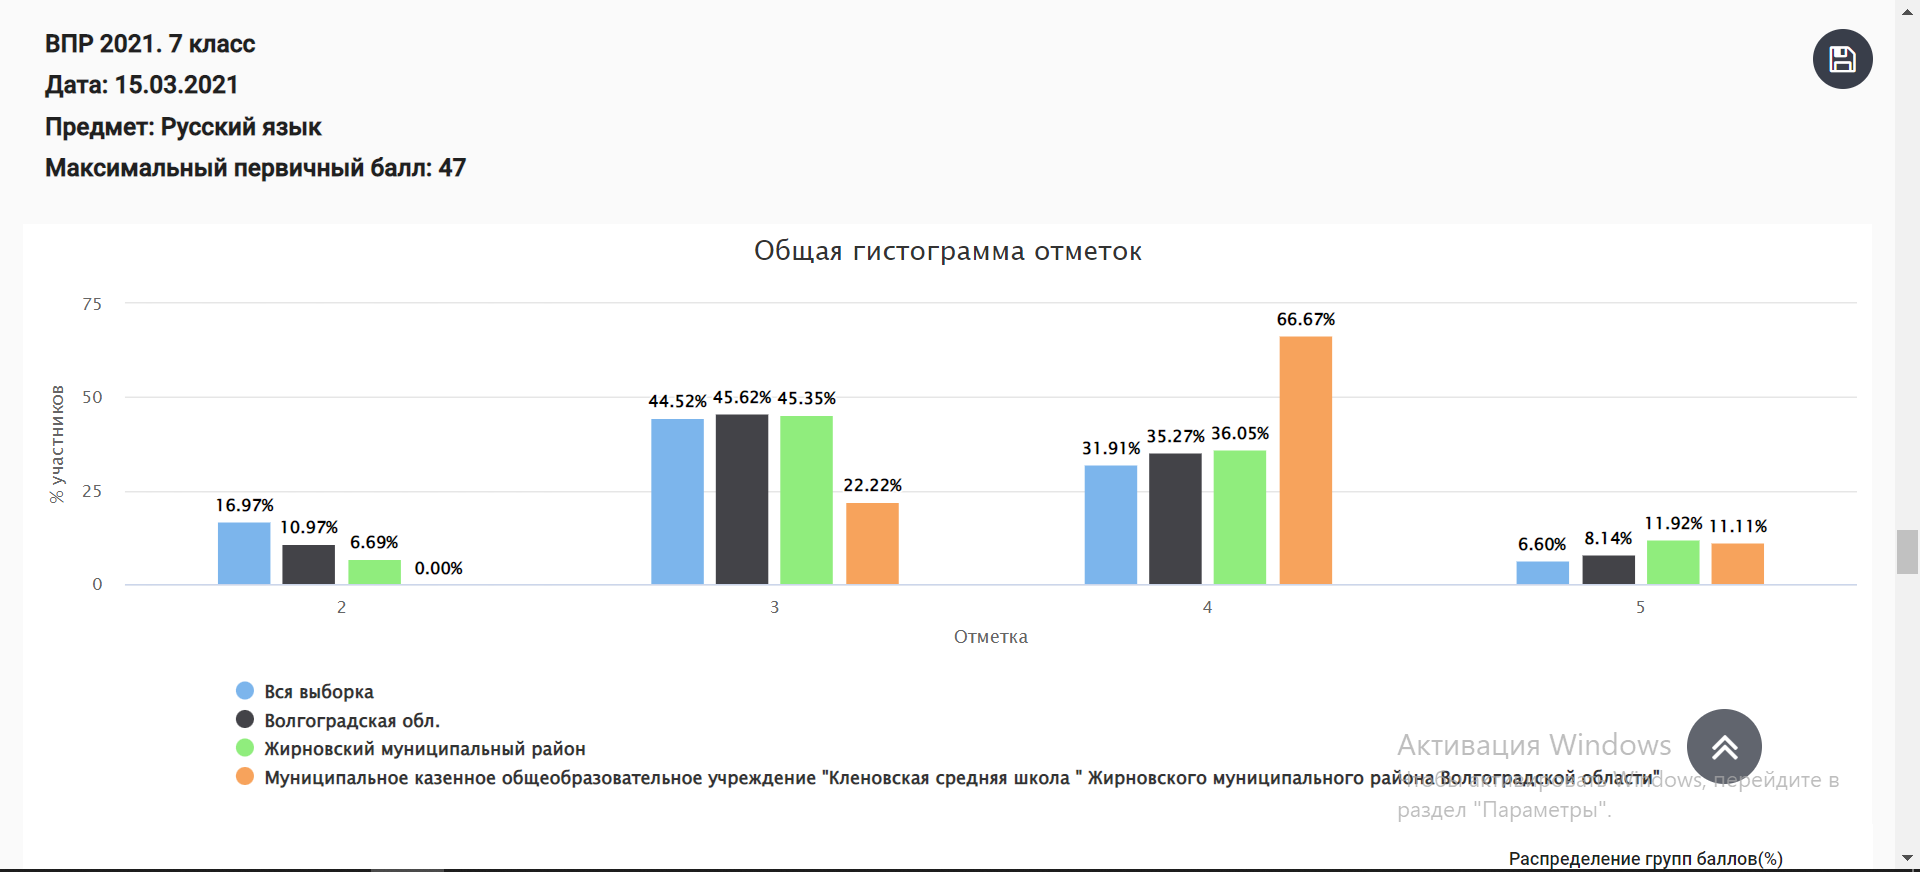 ВПР 2021. 7 класс
Дата: 15.03.2021
Предмет: Русский язык
Максимальный первичный балл: 47
Общая гистограмма отметок
% участников
75
50
25
0
16.97% 10.97% 6.69% 0.00%
44.52% 45.62% 45.35% 22.22%
31.91% 35.27% 36.05% 66.67%
6.60% 8.14% 11.92% 11.11%
2 3 4 5
Отметка
Вся выборка
Волгоградская обл.
Жирновский муниципальный район
Муниципальное казенное общеобразовательное учреждение "Кленовская средняя школа " Жирновского муниципального района Волгоградской области"
Активация Windows
Чтобы активировать Windows, перейдите в
раздел "Параметры".
Распределение групп баллов(%)